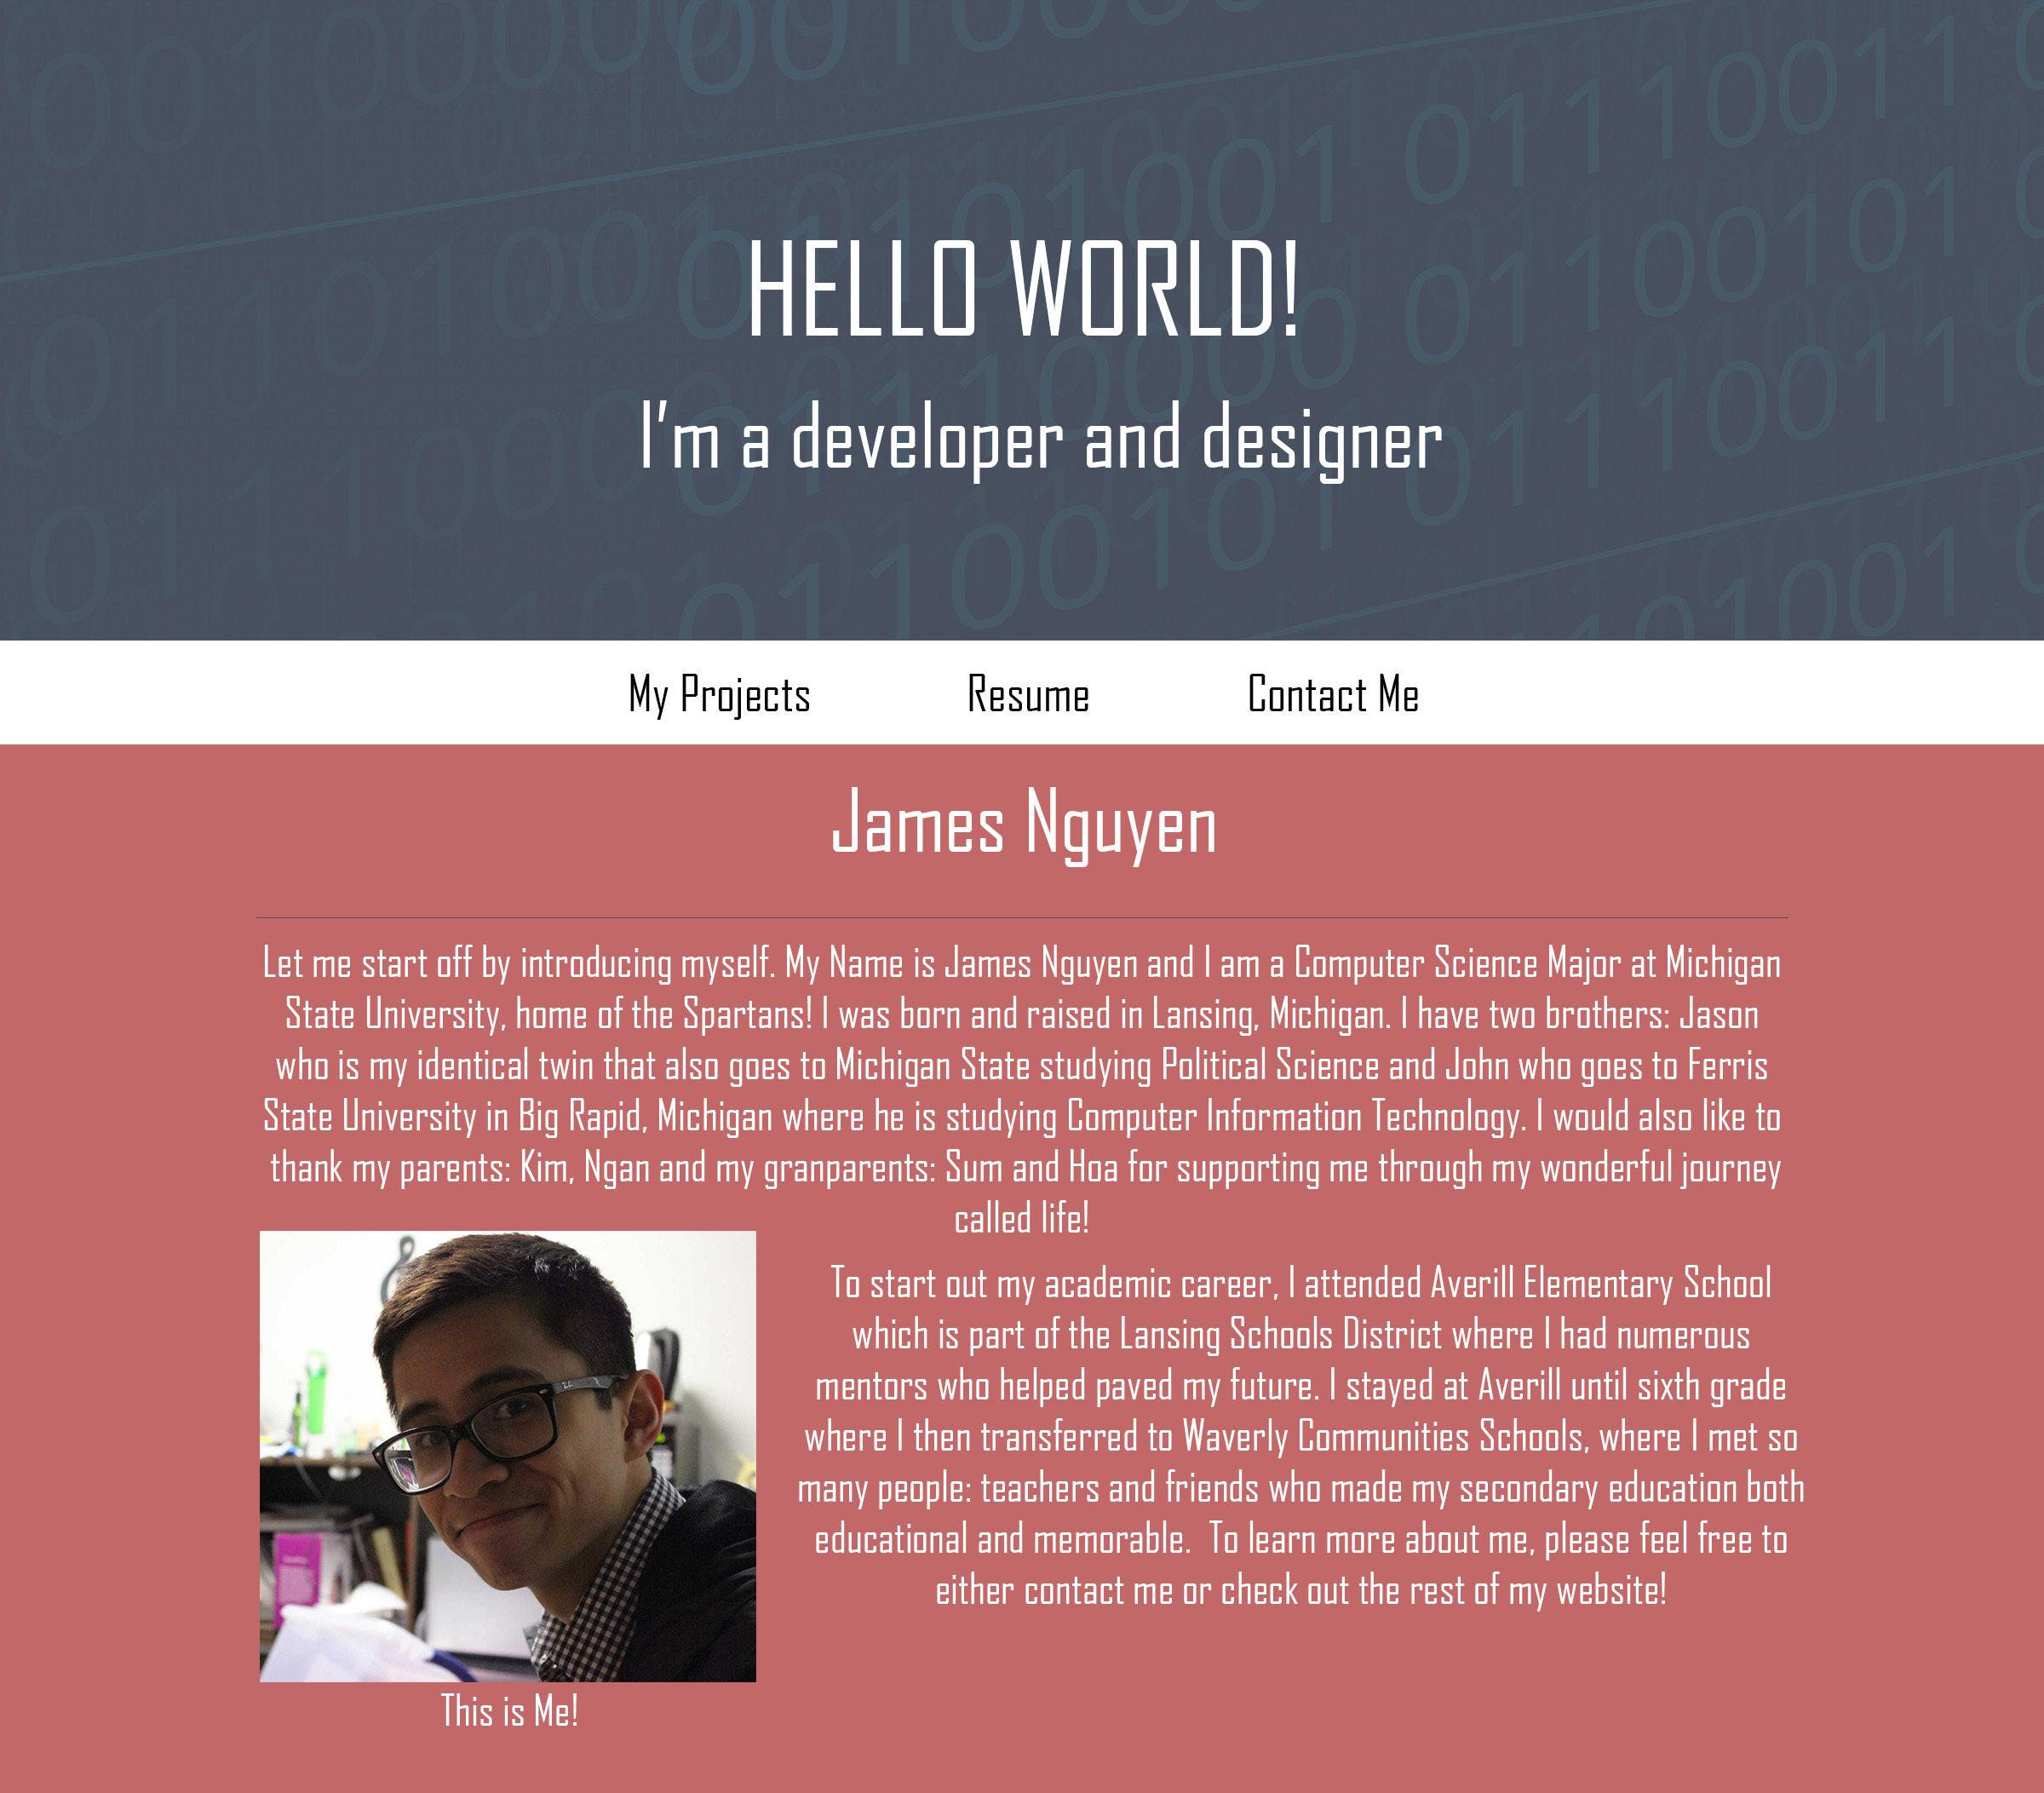 HELLO WORLD!
I'm a developer and designer
My Projects Resume Contact Me
James Nguyen
Let me start off by introducing myself. My Name is James Nguyen and I am a Computer Science Major at Michigan
State University, home of the Spartans! I was born and raised in Lansing, Michigan. I have two brothers: Jason
who is my identical twin that also goes to Michigan State studying Political Science and John who goes to Ferris
State University in Big Rapid, Michigan where he is studying Computer Information Technology. I would also like to
thank my parents: Kim, Ngan and my granparents: Sum and Hoa for supporting me through my wonderful journey
called life!
To start out my academic career, I attended Averill Elementary School
which is part of the Lansing Schools District where I had numerous
mentors who helped paved my future. I stayed at Averill until sixth grade
where I then transferred to Waverly Communities Schools, where I met so
many people: teachers and friends who made my secondary education both
educational and memorable.  To learn more about me, please feel free to
either contact me or check out the rest of my website!
This is Me!